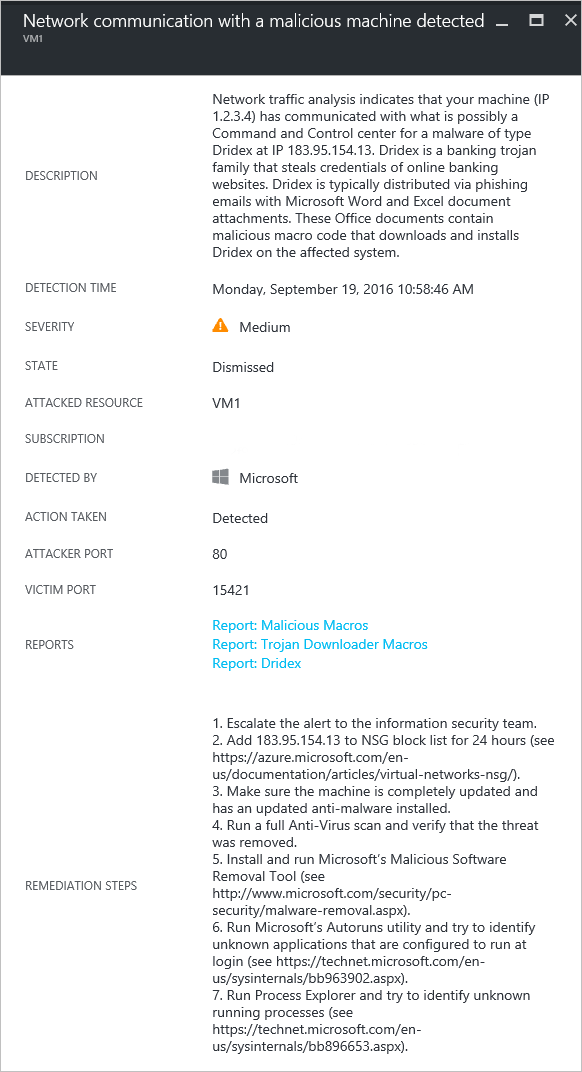 Network communication with a malicious machine detected
VM1
DESCRIPTION
Network traffic analysis indicates that your machine (IP
1.2.3.4) has communicated with what is possibly a
Command and Control center for a malware of type
Dridex at IP 183.95.154.13. Dridex is a banking trojan
family that steals credentials of online banking
websites. Dridex is typically distributed via phishing
emails with Microsoft Word and Excel document
attachments. These Office documents contain
malicious macro code that downloads and installs
Dridex on the affected system.
DETECTION TIME
Monday, September 19, 2016 10:58:46 AM
SEVERITY
Medium
STATE
Dismissed
ATTACKED RESOURCE
VM1
SUBSCRIPTION
DETECTED BY
Microsoft
ACTION TAKEN
Detected
ATTACKER PORT
80
VICTIM PORT
15421
REPORTS
Report: Malicious Macros
Report: Trojan Downloader Macros
Report: Dridex
REMEDIATION STEPS
1. Escalate the alert to the information security team.
2. Add 183.95.154.13 to NSG block list for 24 hours (see
https://azure.microsoft.com/en-
us/documentation/articles/virtual-networks-nsg/).
3. Make sure the machine is completely updated and
has an updated anti-malware installed.
4. Run a full Anti-Virus scan and verify that the threat
was removed.
5. Install and run Microsoft's Malicious Software
Removal Tool (see
http://www.microsoft.com/security/pc-
security/malware-removal.aspx).
6. Run Microsoft's Autoruns utility and try to identify
unknown applications that are configured to run at
login (see https://technet.microsoft.com/en-
us/sysinternals/bb963902.aspx).
7. Run Process Explorer and try to identify unknown
running processes (see
https://technet.microsoft.com/en-
us/sysinternals/bb896653.aspx).